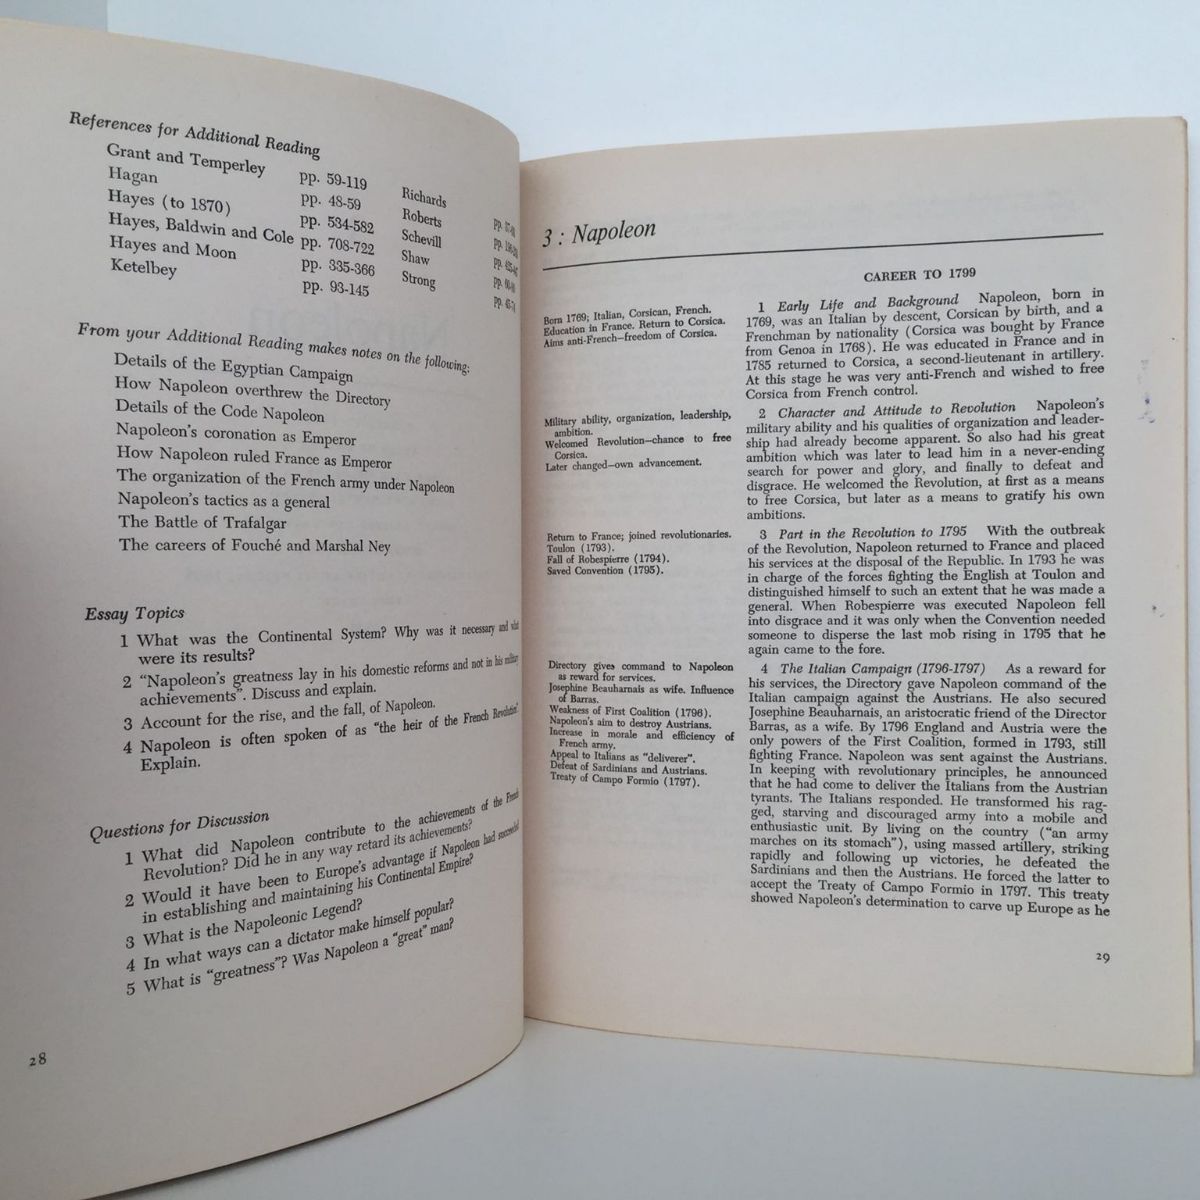 References for Additional Reading
Grant and Temperley pp. 59-119 Richards
Hagan pp. 48-59 Roberts
Hayes (to 1870) pp. 534-582 Schevill
Hayes, Baldwin and Cole pp. 708-722 Shaw
Hayes and Moon pp. 335-366 Strong
Ketelbey pp. 93-145
From your Additional Reading makes notes on the following:
Details of the Egyptian Campaign
How Napoleon overthrew the Directory
Details of the Code Napoleon
Napoleon's coronation as Emperor
How Napoleon ruled France as Emperor
The organization of the French army under Napoleon
Napoleon's tactics as a general
The Battle of Trafalgar
The careers of Fouché and Marshal Ney
Essay Topics
1 What was the Continental System? Why was it necessary and what
were its results?
2 "Napoleon's greatness lay in his domestic reforms and not in his military
achievements". Discuss and explain.
3 Account for the rise, and the fall, of Napoleon.
4 Napoleon is often spoken of as "the heir of the French Revolution".
Explain.
Questions for Discussion
1 What did Napoleon contribute to the achievements of the French
Revolution? Did he in any way retard its achievements?
2 Would it have been to Europe's advantage if Napoleon had succeeded
in establishing and maintaining his Continental Empire?
3 What is the Napoleonic Legend?
4 In what ways can a dictator make himself popular?
5 What is "greatness"? Was Napoleon a "great" man?
28
3 : Napoleon
CAREER TO 1799
Born 1769; Italian, Corsican, French.
Education in France. Return to Corsica.
Aims anti-French—freedom of Corsica.
1 Early Life and Background Napoleon, born in
1769, was an Italian by descent, Corsican by birth, and a
Frenchman by nationality (Corsica was bought by France
from Genoa in 1768). He was educated in France and in
1785 returned to Corsica, a second-lieutenant in artillery.
At this stage he was very anti-French and wished to free
Corsica from French control.
Military ability, organization, leadership,
ambition.
Welcomed Revolution—chance to free
Corsica.
Later changed—own advancement.
2 Character and Attitude to Revolution Napoleon's
military ability and his qualities of organization and leader-
ship had already become apparent. So also had his great
ambition which was later to lead him in a never-ending
search for power and glory, and finally to defeat and
disgrace. He welcomed the Revolution, at first as a means
to free Corsica, but later as a means to gratify his own
ambitions.
Return to France; joined revolutionaries.
Toulon (1793).
Fall of Robespierre (1794).
Saved Convention (1795).
3 Part in the Revolution to 1795 With the outbreak
of the Revolution, Napoleon returned to France and placed
his services at the disposal of the Republic. In 1793 he was
in charge of the forces fighting the English at Toulon and
distinguished himself to such an extent that he was made a
general. When Robespierre was executed Napoleon fell
into disgrace and it was only when the Convention needed
someone to disperse the last mob rising in 1795 that he
again came to the fore.
Directory gives command to Napoleon
as reward for services.
Josephine Beauharnais as wife. Influence
of Barras.
Weakness of First Coalition (1796).
Napoleon's aim to destroy Austrians.
Increase in morale and efficiency of
French army.
Appeal to Italians as "deliverer".
Defeat of Sardinians and Austrians.
Treaty of Campo Formio (1797).
4 The Italian Campaign (1796-1797) As a reward for
his services, the Directory gave Napoleon command of the
Italian campaign against the Austrians. He also secured
Josephine Beauharnais, an aristocratic friend of the Director
Barras, as a wife. By 1796 England and Austria were the
only powers of the First Coalition, formed in 1793, still
fighting France. Napoleon was sent against the Austrians.
In keeping with revolutionary principles, he announced
that he had come to deliver the Italians from the Austrian
tyrants. The Italians responded. He transformed his rag-
ged, starving and discouraged army into a mobile and
enthusiastic unit. By living on the country ("an army
marches on its stomach"), using massed artillery, striking
rapidly and following up victories, he defeated the
Sardinians and then the Austrians. He forced the latter to
accept the Treaty of Campo Formio in 1797. This treaty
showed Napoleon's determination to carve up Europe as he
29